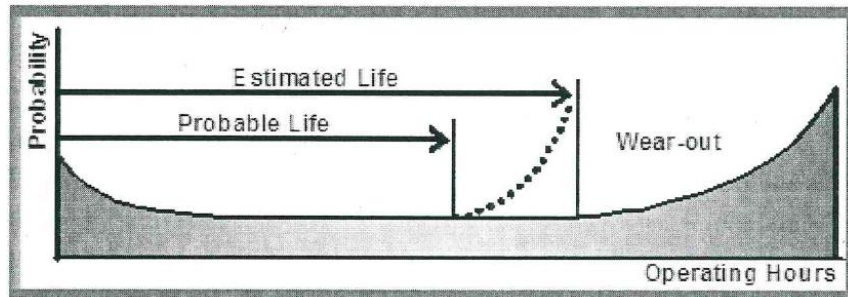 Probability
Estimated Life
Probable Life
Wear-out
Operating Hours